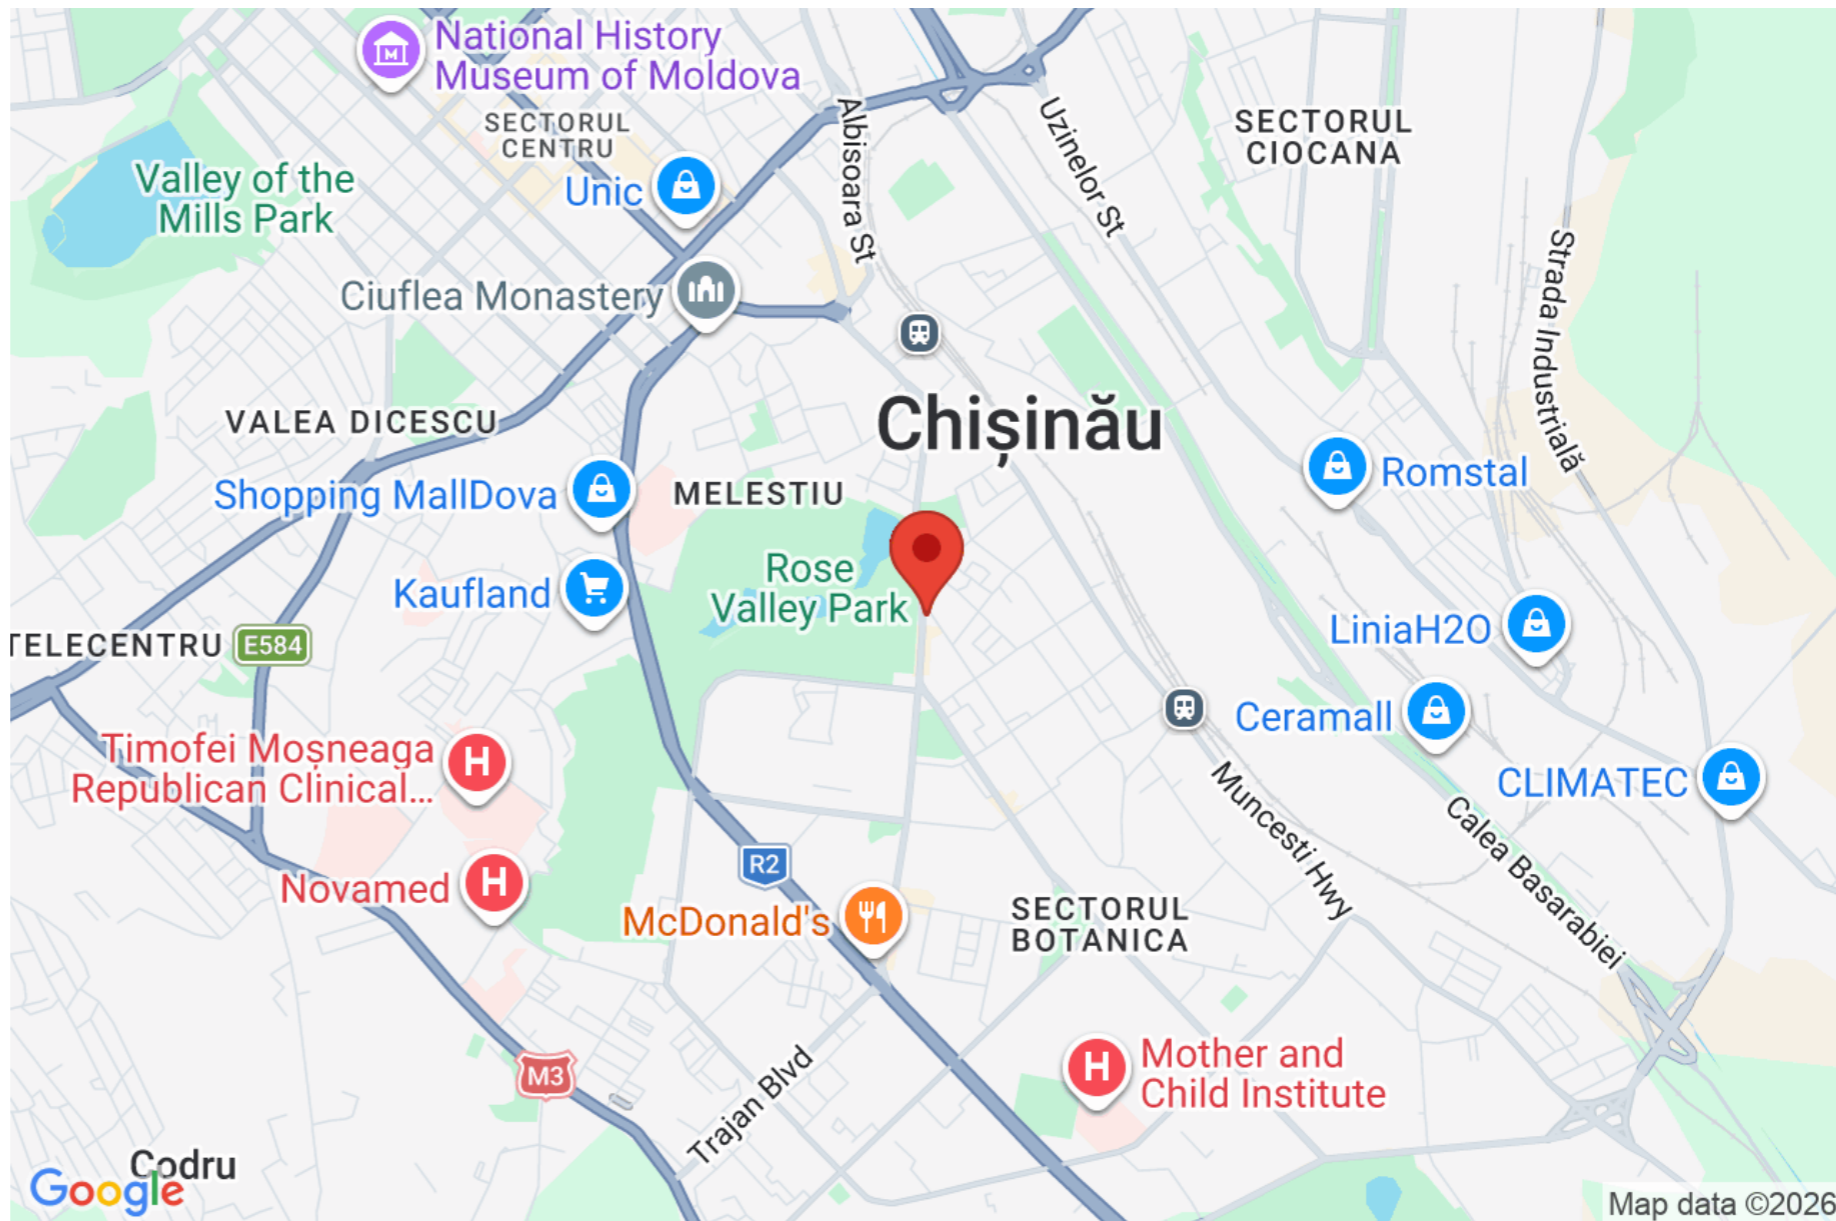 National History
Museum of Moldova
SECTORUL
CENTRU
Albisoara St
Uzinelor St
SECTORUL
CIOCANA
Valley of the
Mills Park
Unic
Strada Industrială
Ciuflea Monastery
Chișinău
VALEA DICESCU
Shopping MallDova
MELESTIU
Romstal
Rose
Valley Park
Kaufland
TELECENTRU
E584
LiniaH2O
Ceramall
Timofei Moșneaga
Republican Clinical...
CLIMATEC
Muncesti Hwy
Calea Basarabiei
R2
Novamed
McDonald's
SECTORUL
BOTANICA
M3
Trajan Blvd
Mother and
Child Institute
Codru
Google
Map data ©2026